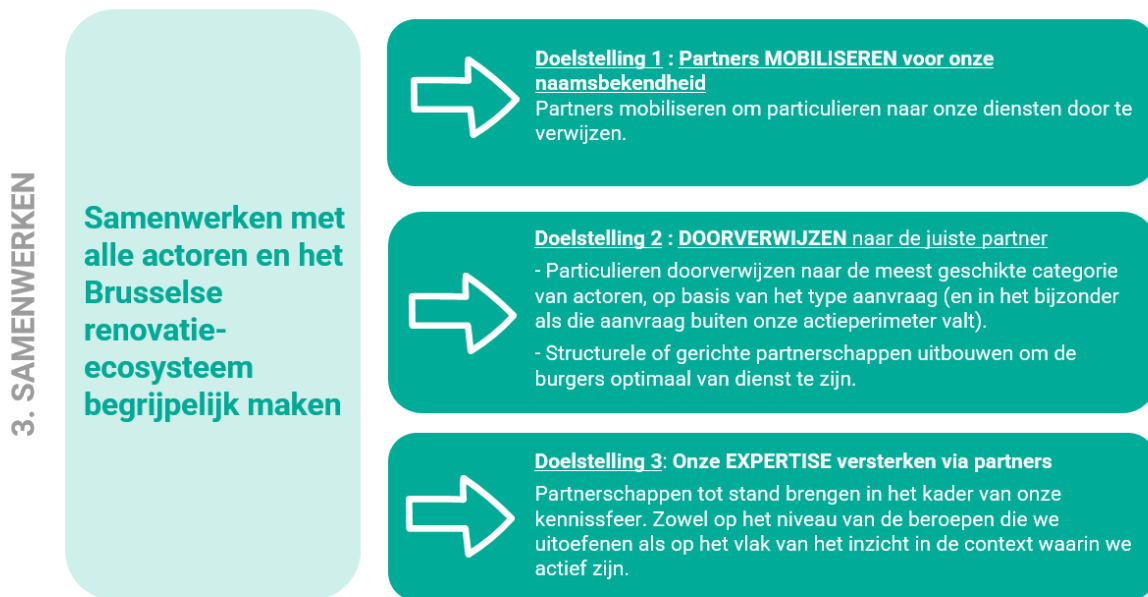 3. SAMENWERKEN
Samenwerken met
alle actoren en het
Brusselse
renovatie-
ecosysteem
begrijpelijk maken
Doelstelling 1 : Partners MOBILISEREN voor onze
naamsbekendheid
Partners mobiliseren om particulieren naar onze diensten door te
verwijzen.
Doelstelling 2 : DOORVERWIJZEN naar de juiste partner
- Particulieren doorverwijzen naar de meest geschikte categorie
van actoren, op basis van het type aanvraag (en in het bijzonder
als die aanvraag buiten onze actieperimeter valt).
- Structurele of gerichte partnerschappen uitbouwen om de
burgers optimaal van dienst te zijn.
Doelstelling 3: Onze EXPERTISE versterken via partners
Partnerschappen tot stand brengen in het kader van onze
kennissfeer. Zowel op het niveau van de beroepen die we
uitoefenen als op het vlak van het inzicht in de context waarin we
actief zijn.